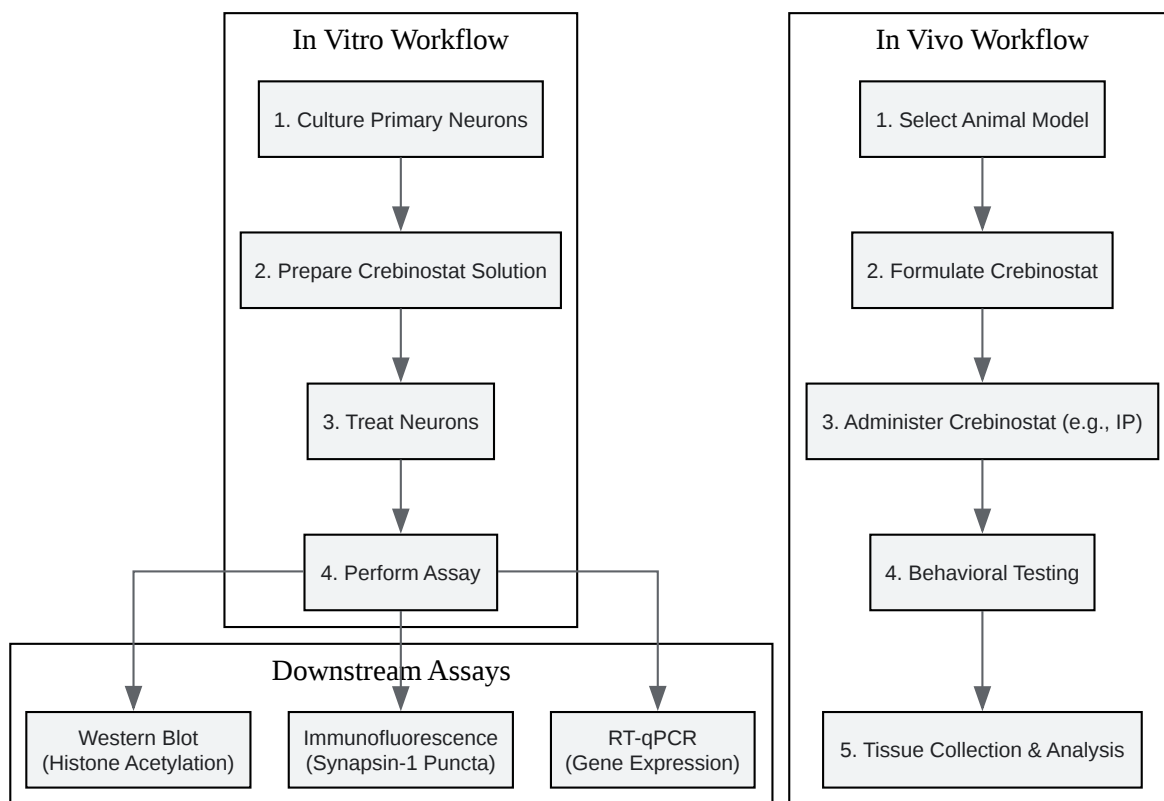 In Vitro Workflow
1. Culture Primary Neurons
2. Prepare Crebinostat Solution
3. Treat Neurons
4. Perform Assay
Downstream Assays
Western Blot
(Histone Acetylation)
Immunofluorescence
(Synapsin-1 Puncta)
RT-qPCR
(Gene Expression)
In Vivo Workflow
1. Select Animal Model
2. Formulate Crebinostat
3. Administer Crebinostat (e.g., IP)
4. Behavioral Testing
5. Tissue Collection & Analysis